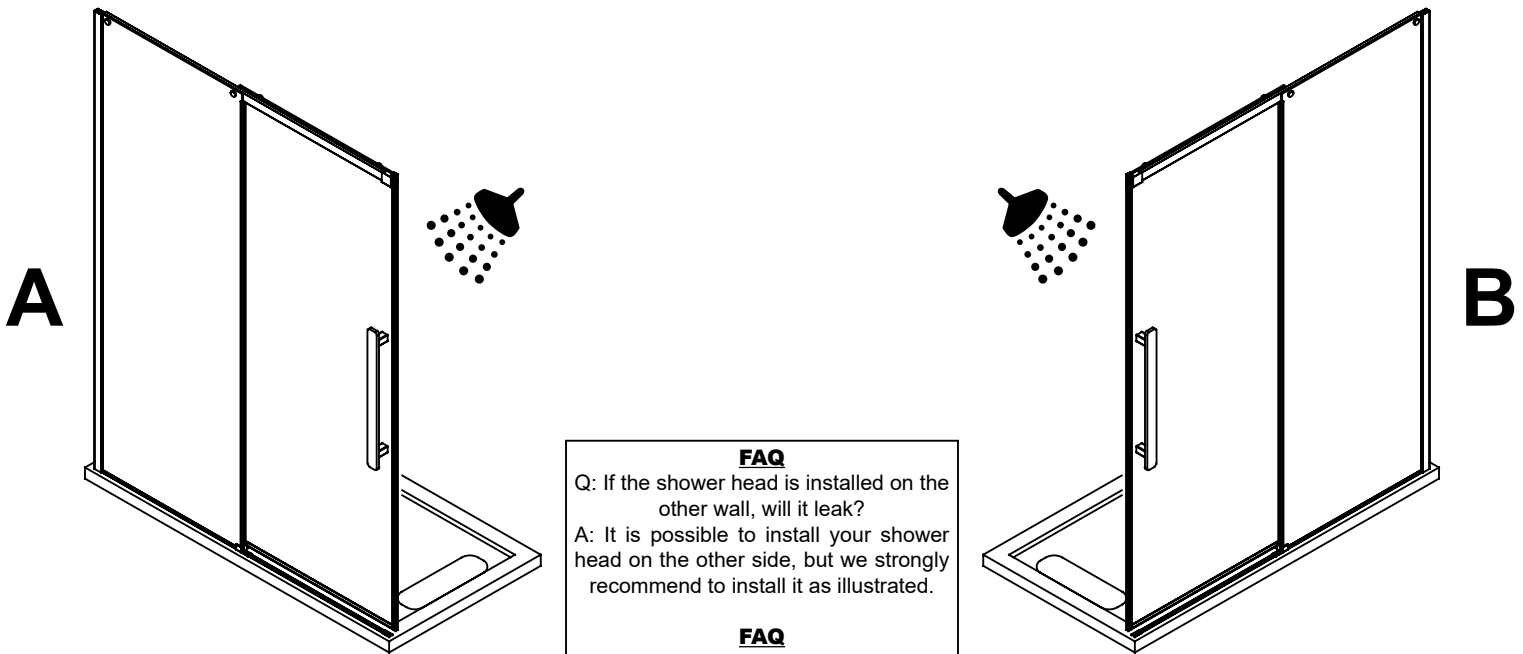 A
B
FAQ
Q: If the shower head is installed on the
other wall, will it leak?
A: It is possible to install your shower
head on the other side, but we strongly
recommend to install it as illustrated.
FAQ